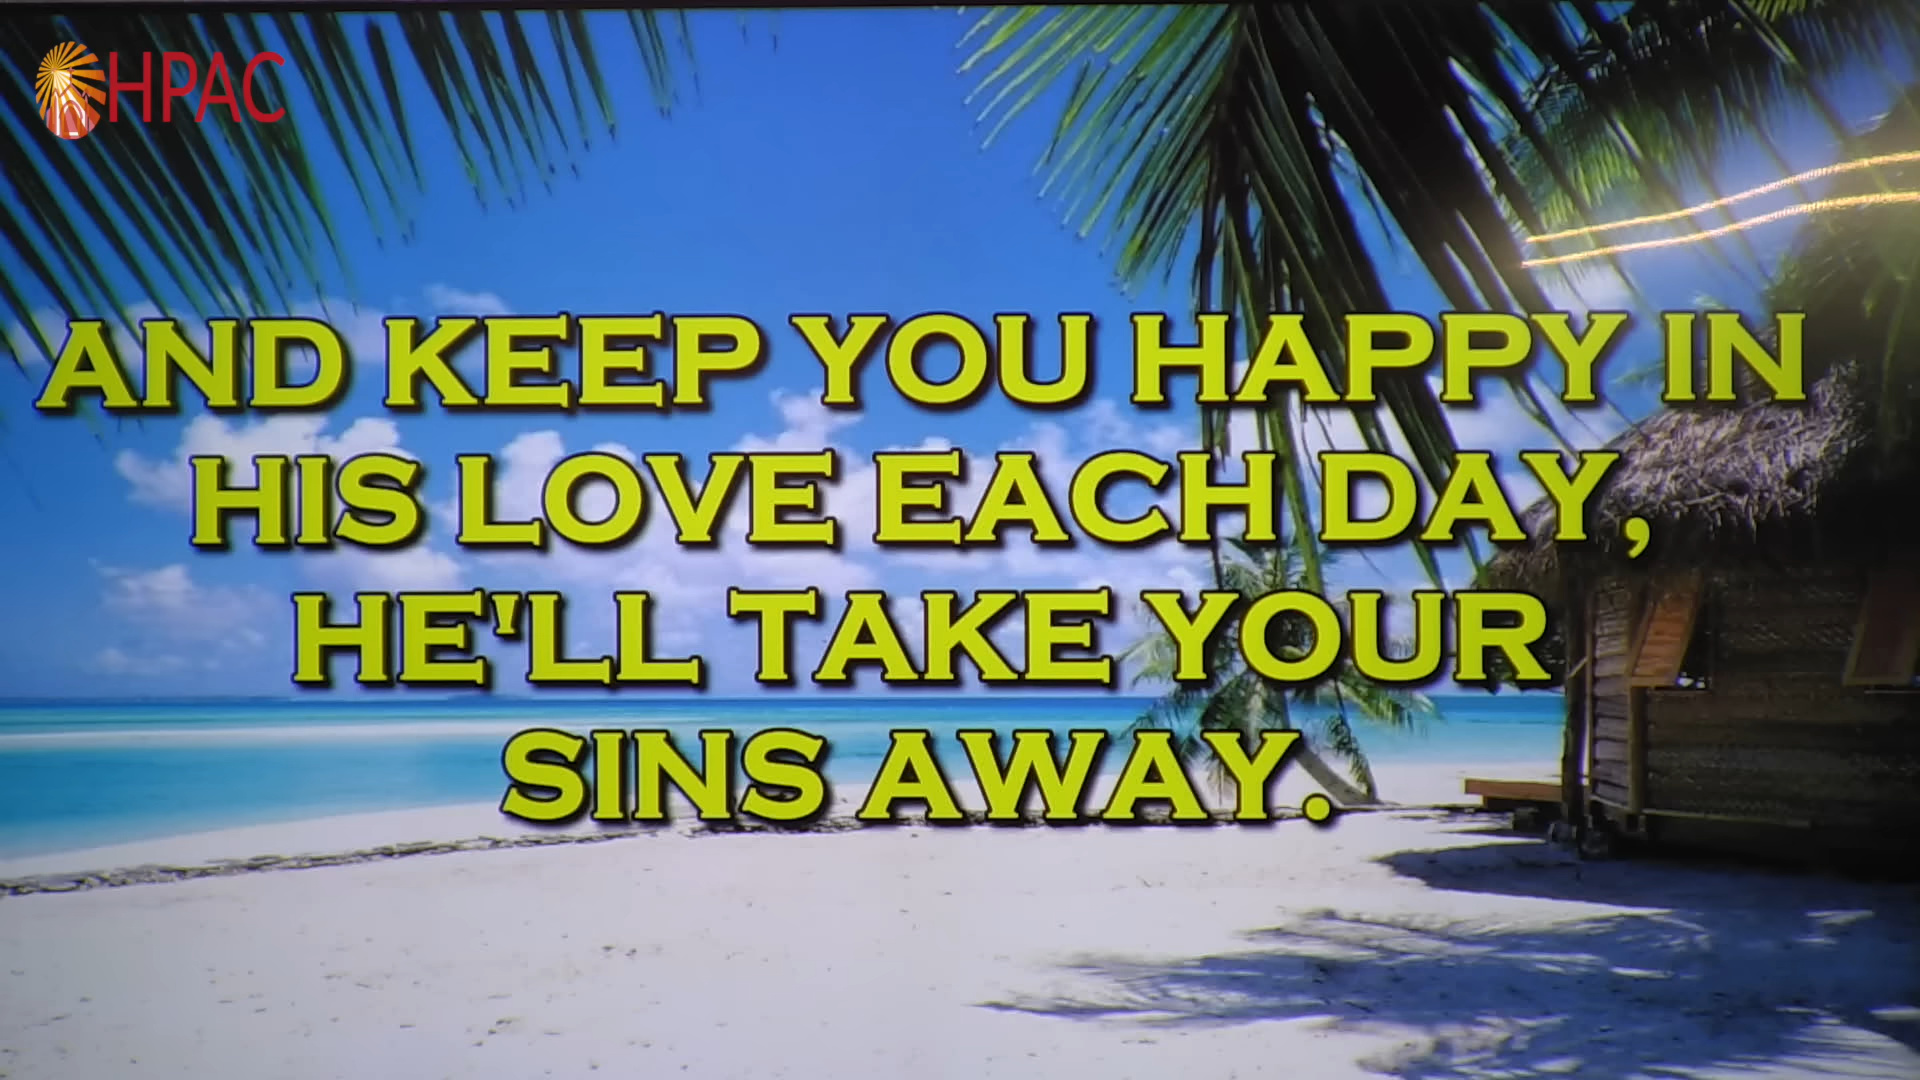 HPAC
AND KEEP YOU HAPPY IN
HIS LOVE EACH DAY,
HE'LL TAKE YOUR
SINS AWAY.